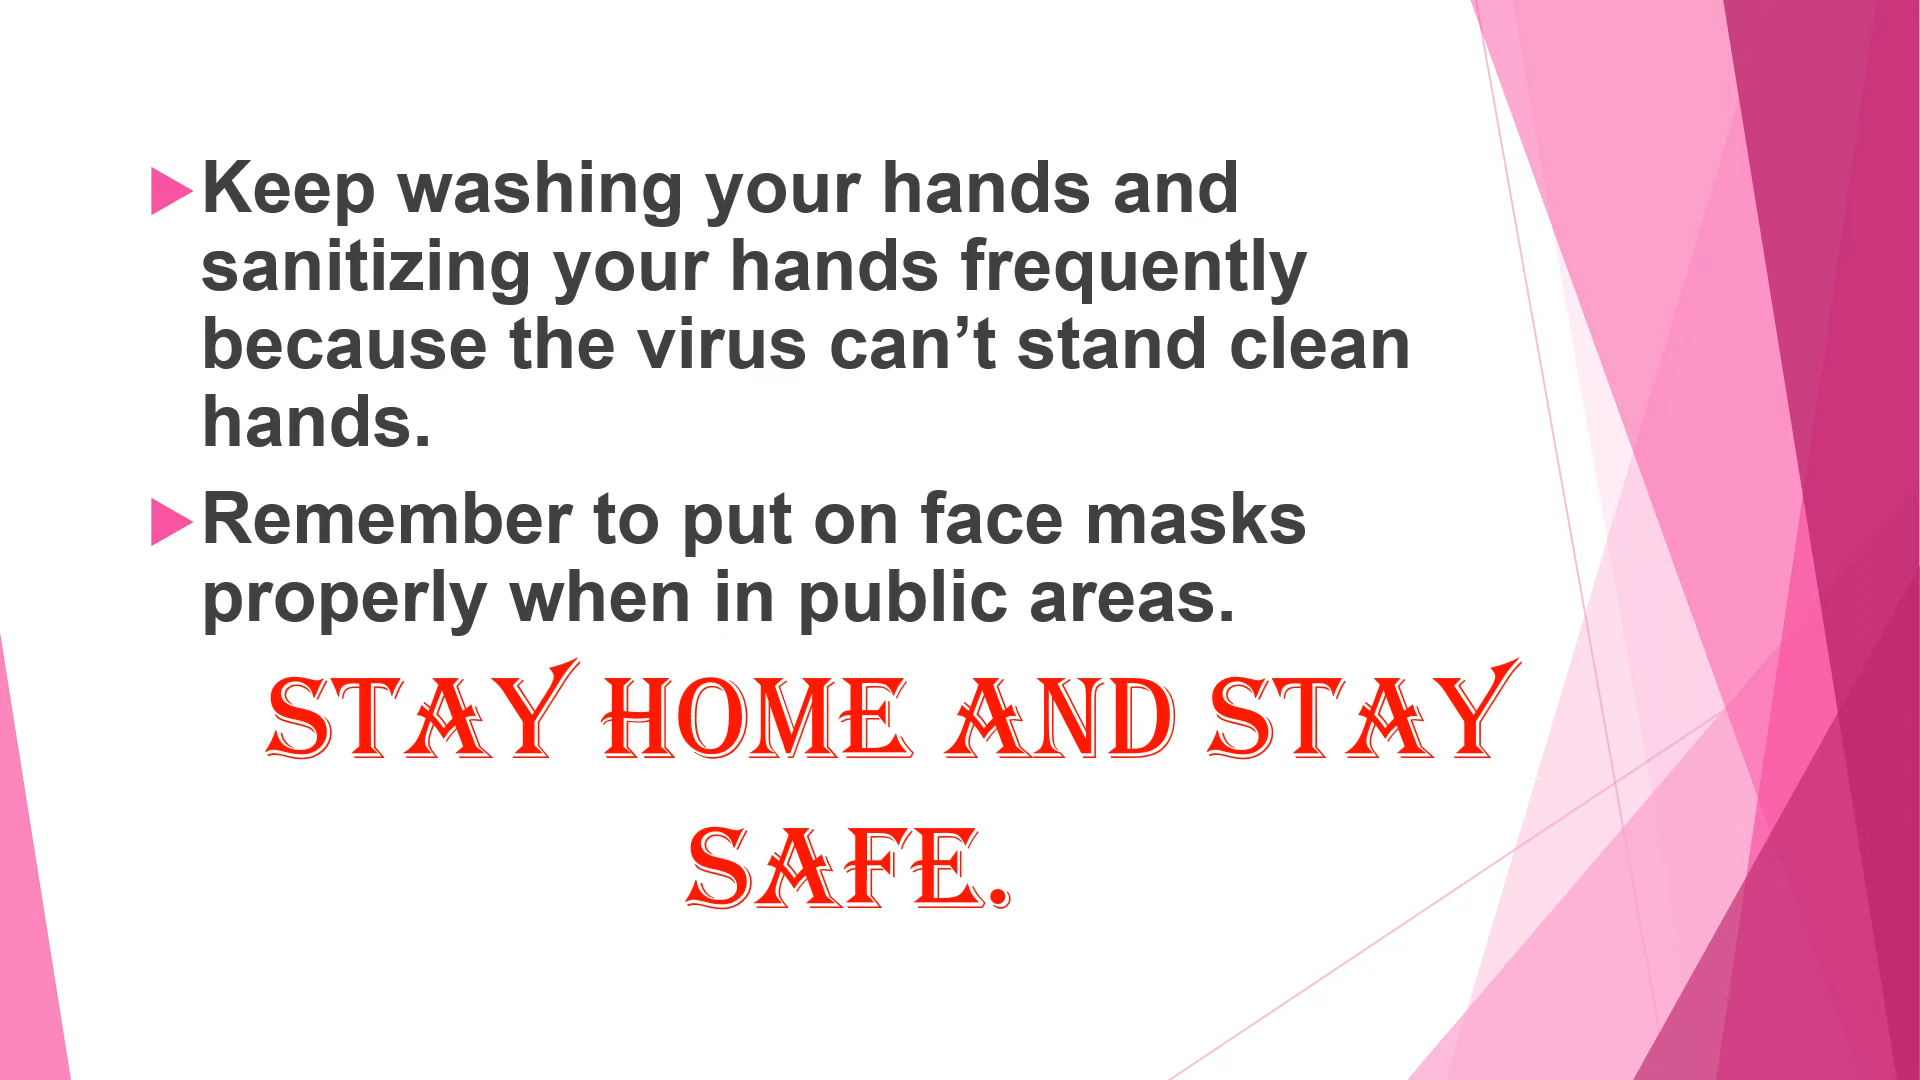 Keep washing your hands and
sanitizing your hands frequently
because the virus can’t stand clean
hands.
Remember to put on face masks
properly when in public areas.
STAY HOME AND STAY
SAFE.